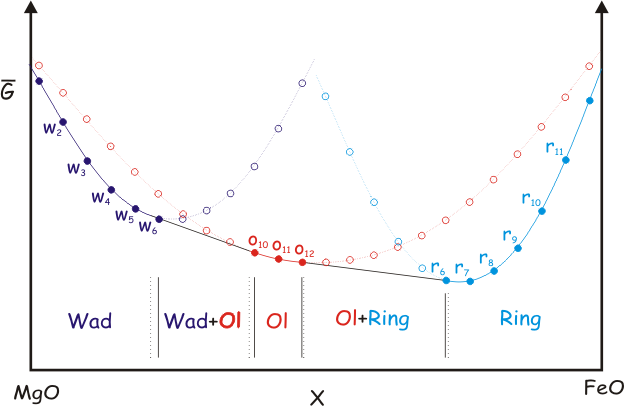 G̅
w₂
w₃
w₄
w₅
w₆
o₁₀ o₁₁ o₁₂
r₆ r₇ r₈ r₉ r₁₀ r₁₁
Wad Wad+Ol Ol Ol+Ring Ring
MgO X FeO